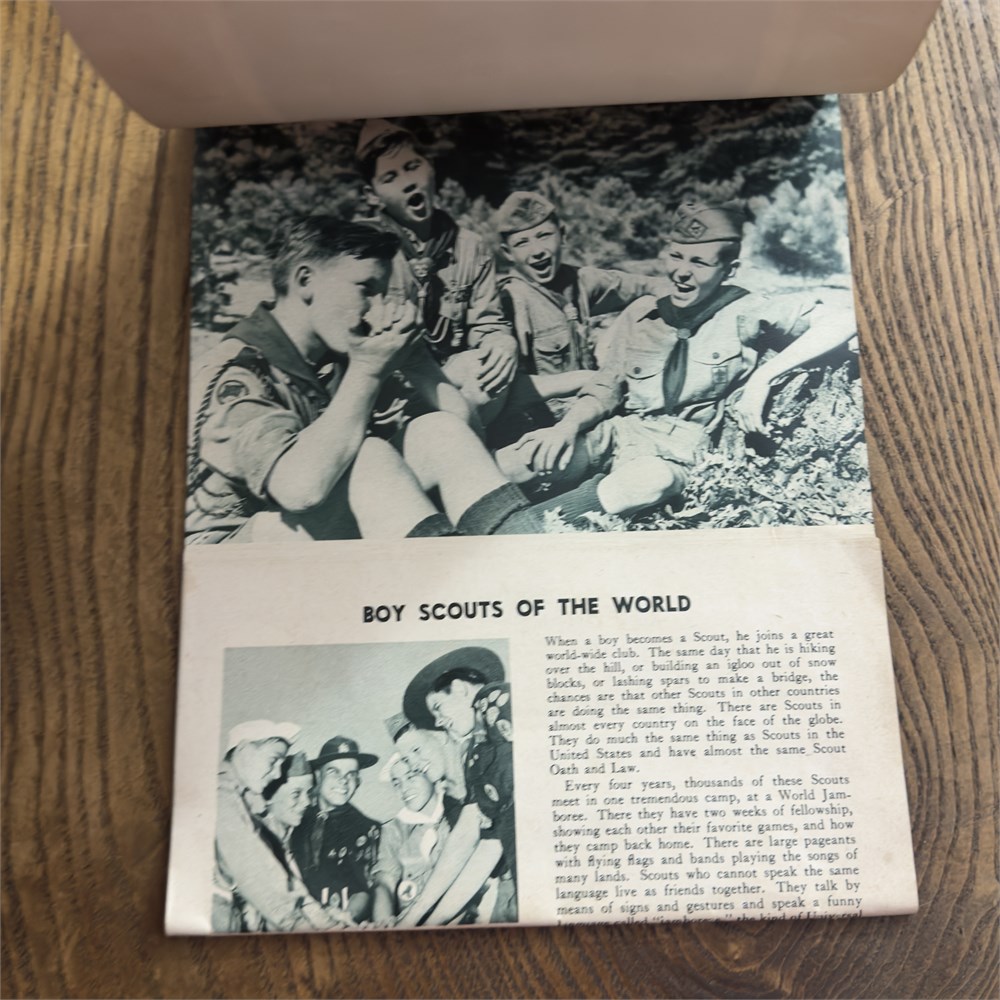 BOY SCOUTS OF THE WORLD
When a boy becomes a Scout, he joins a great
world-wide club. The same day that he is hiking
over the hill, or building an igloo out of snow
blocks, or lashing spars to make a bridge, the
chances are that other Scouts in other countries
are doing the same thing. There are Scouts in
almost every country on the face of the globe.
They do much the same thing as Scouts in the
United States and have almost the same Scout
Oath and Law.
Every four years, thousands of these Scouts
meet in one tremendous camp, at a World Jam-
boree. There they have two weeks of fellowship,
showing each other their favorite games, and how
they camp back home. There are large pageants
with flying flags and bands playing the songs of
many lands. Scouts who cannot speak the same
language live as friends together. They talk by
means of signs and gestures and speak a funny
language called "jamboree," the kind of Universal